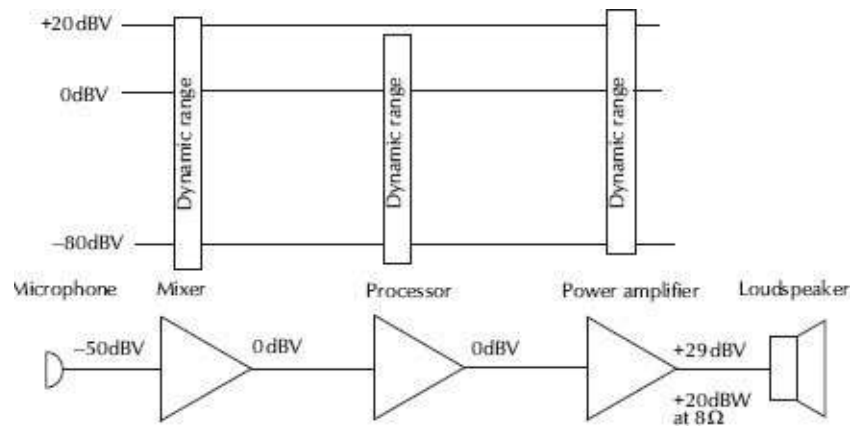 +20dBV
0dBV
−80dBV
Dynamic range
Dynamic range
Dynamic range
Microphone Mixer Processor Power amplifier Loudspeaker
−50dBV 0dBV 0dBV +29dBV
+20dBW
at 8Ω